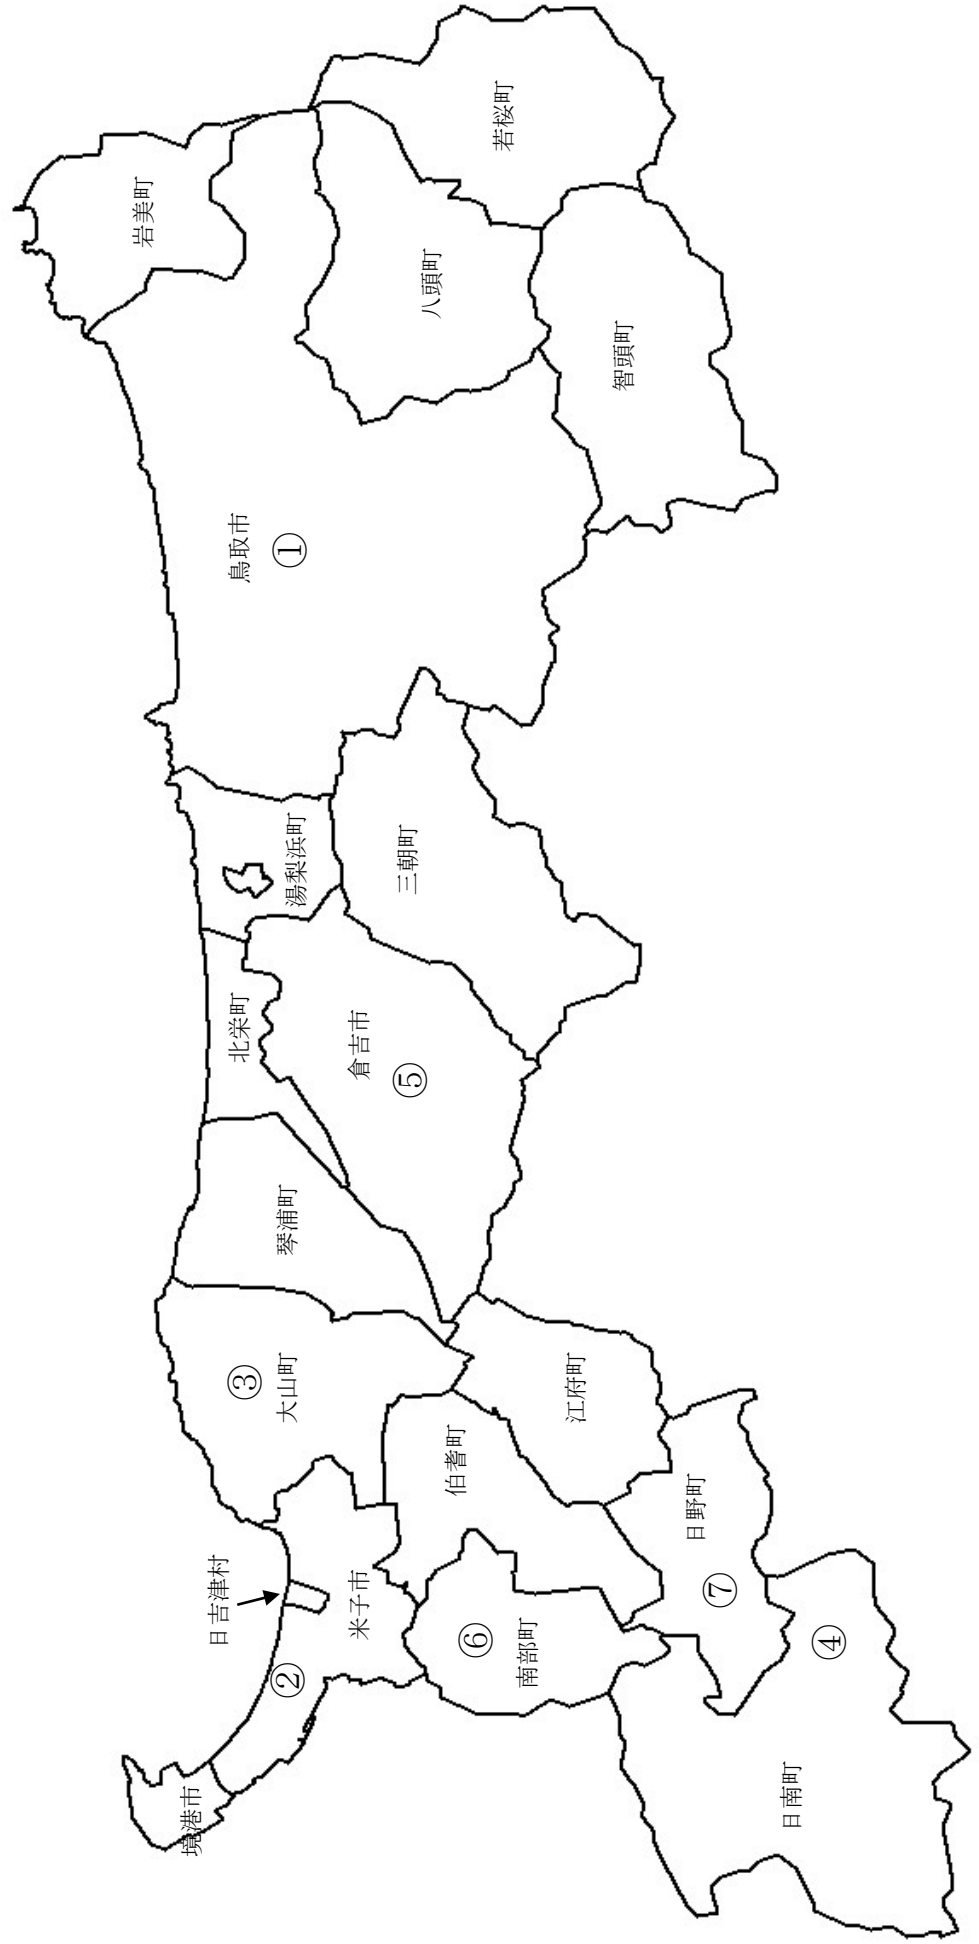 境港市
日吉津村
②
米子市
③
大山町
琴浦町
北栄町
湯梨浜町
鳥取市
①
岩美町
⑥
南部町
伯耆町
江府町
倉吉市
⑤
三朝町
八頭町
若桜町
智頭町
日野町
⑦
④
日南町